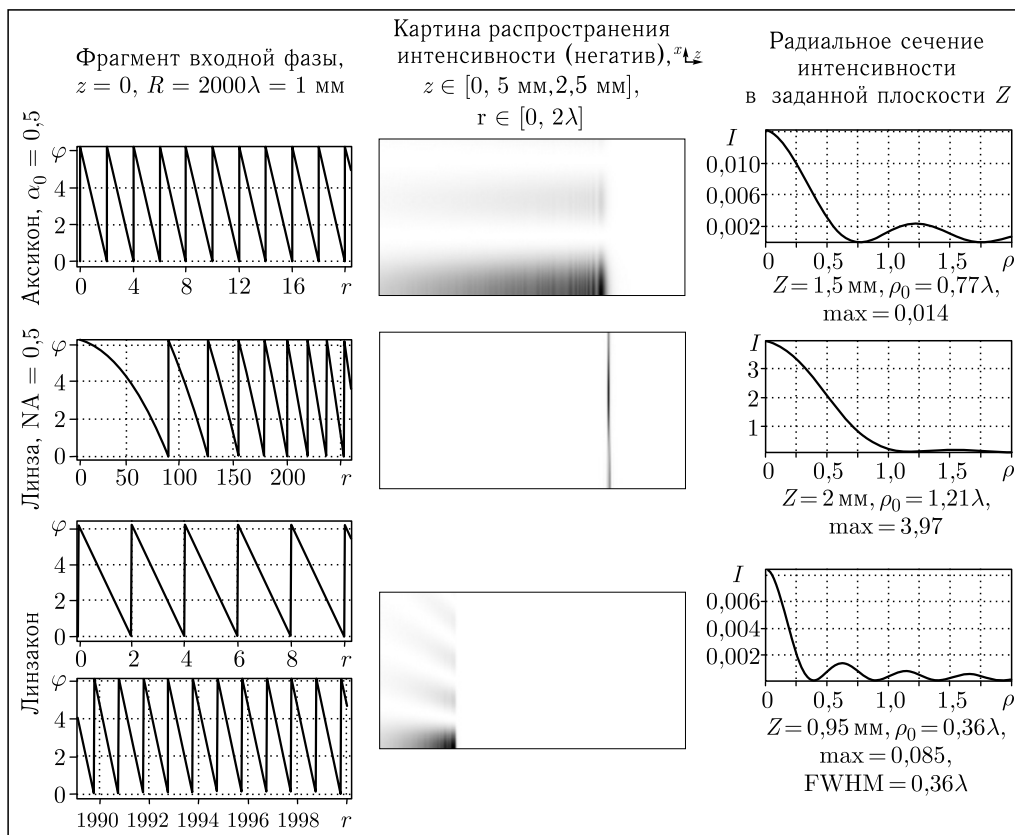 Фрагмент входной фазы,
z = 0, R = 2000λ = 1 мм
Картина распространения
интенсивности (негатив), x z
z ∈ [0, 5 мм,2,5 мм],
r ∈ [0, 2λ]
Радиальное сечение
интенсивности
в заданной плоскости Z
Аксикон, α₀ = 0,5
φ
4
2
0
0 4 8 12 16 r
I
0,010
0,006
0,002
0 0,5 1,0 1,5 ρ
Z = 1,5 мм, ρ₀ = 0,77λ,
max = 0,014
Линза, NA = 0,5
φ
4
2
0
0 50 100 150 200 r
I
3
2
1
0 0,5 1,0 1,5 ρ
Z = 2 мм, ρ₀ = 1,21λ,
max = 3,97
Линзакон
φ
4
2
0
0 2 4 6 8 r
φ
4
2
0
1990 1992 1994 1996 1998 r
I
0,006
0,004
0,002
0 0,5 1,0 1,5 ρ
Z = 0,95 мм, ρ₀ = 0,36λ,
max = 0,085,
FWHM = 0,36λ